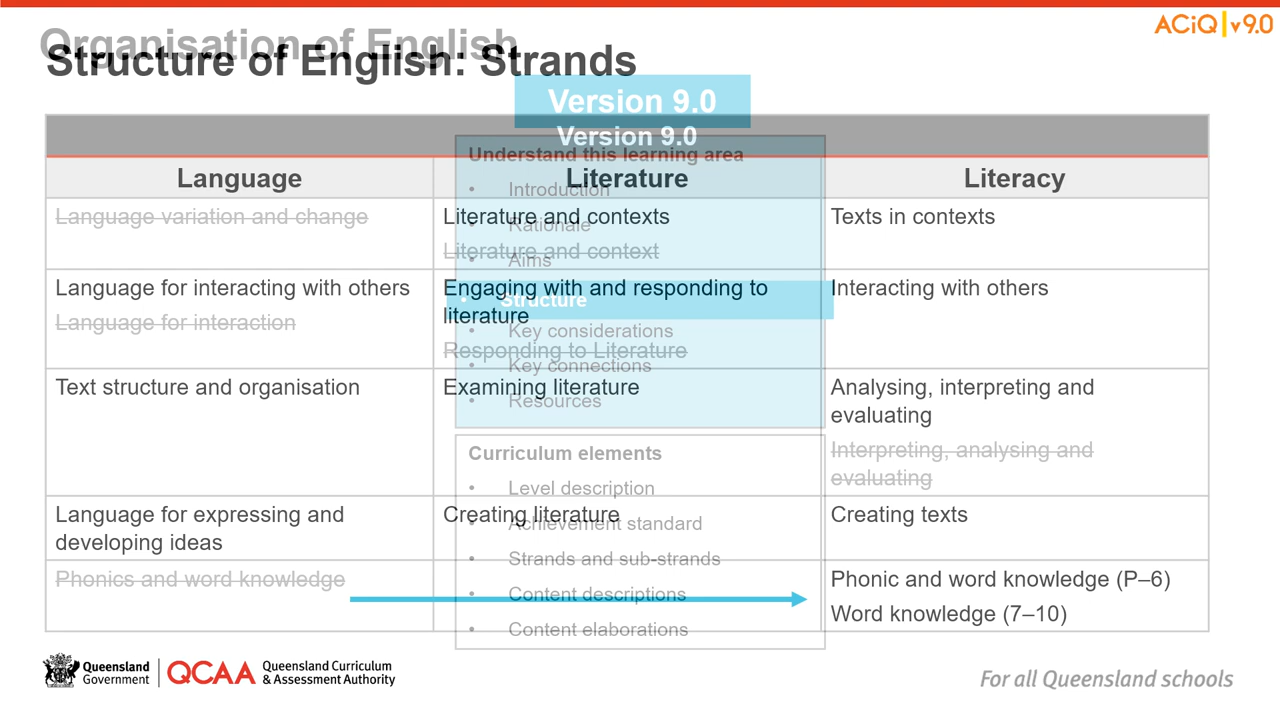 ACiQ v9.0
Organisation of English
Structure of English: Strands
Version 9.0
Version 9.0
Understand this learning area
• Introduction
• Rationale
• Aims
• Structure
• Key considerations
• Key connections
• Resources
Curriculum elements
• Level description
• Achievement standard
• Strands and sub-strands
• Content descriptions
• Content elaborations
Language
Literature
Literacy
Language variation and change
Literature and contexts
Literature and context
Texts in contexts
Language for interacting with others
Language for interaction
Engaging with and responding to
literature
Responding to Literature
Interacting with others
Text structure and organisation
Examining literature
Analysing, interpreting and
evaluating
Interpreting, analysing and
evaluating
Language for expressing and
developing ideas
Creating literature
Creating texts
Phonics and word knowledge
Phonic and word knowledge (P–6)
Word knowledge (7–10)
Queensland
Government
QCAA
Queensland Curriculum
& Assessment Authority
For all Queensland schools